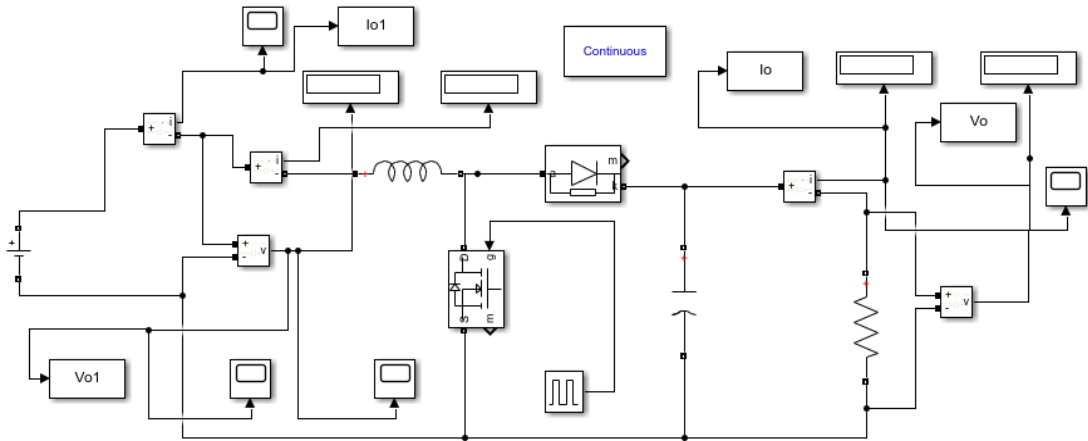 Io1
Continuous
Io
Vo
i
+
-
i
+
-
+
a
m
k
i
+
-
+
+
-
v
D
g
S
m
+
+
+
-
v
Vo1